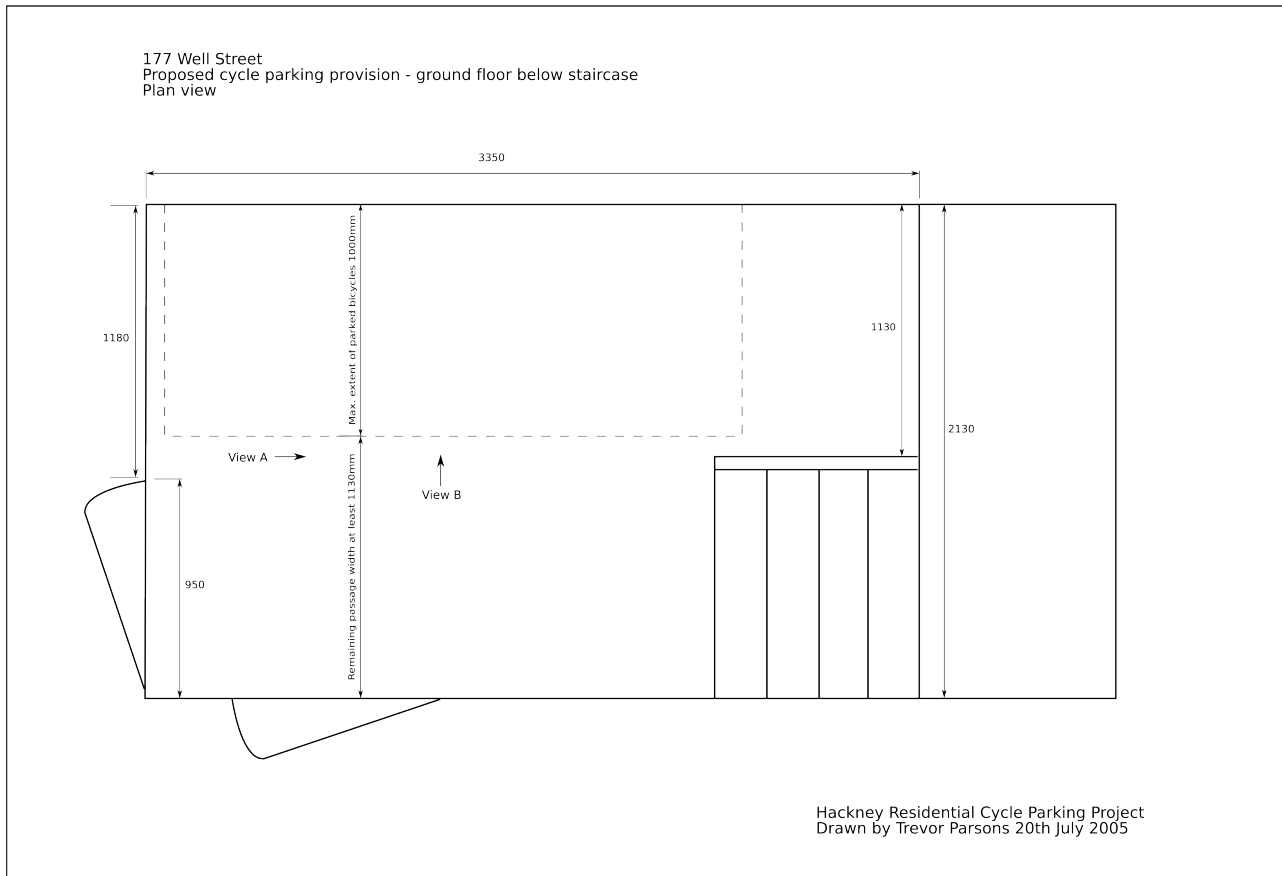 177 Well Street
Proposed cycle parking provision - ground floor below staircase
Plan view
3350
Max. extent of parked bicycles 1000mm
1130
1180
2130
View A
View B
Remaining passage width at least 1130mm
950
Hackney Residential Cycle Parking Project
Drawn by Trevor Parsons 20th July 2005